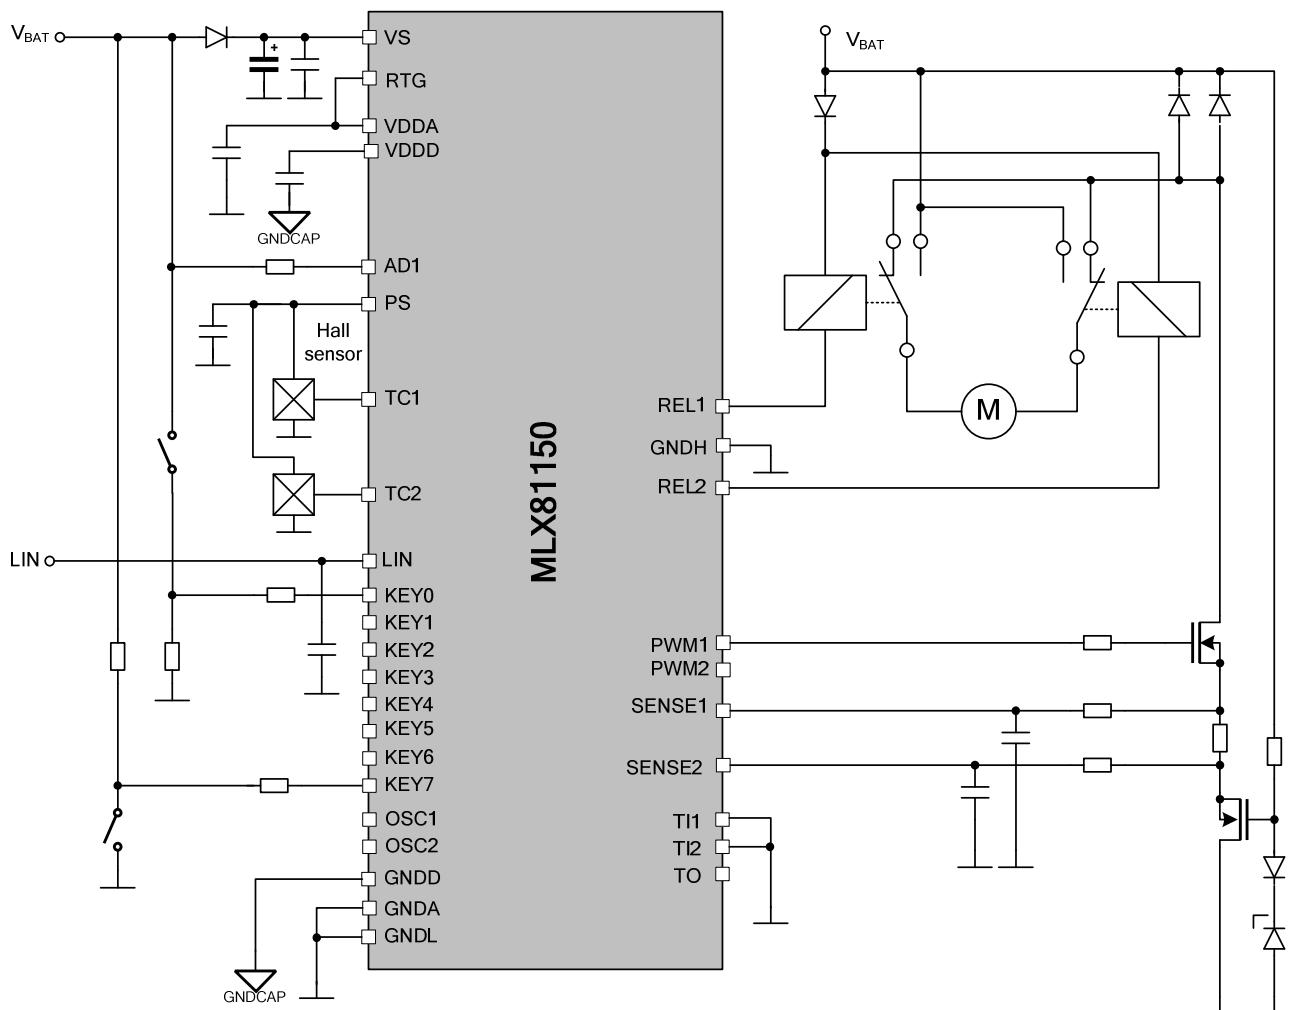 VBAT
+
VS
RTG
VDDA
VDDD
GNDCAP
AD1
PS
Hall
sensor
TC1
TC2
LIN
LIN
KEY0
KEY1
KEY2
KEY3
KEY4
KEY5
KEY6
KEY7
OSC1
OSC2
GNDD
GNDA
GNDL
GNDCAP
MLX81150
VBAT
M
REL1
GNDH
REL2
PWM1
PWM2
SENSE1
SENSE2
TI1
TI2
TO